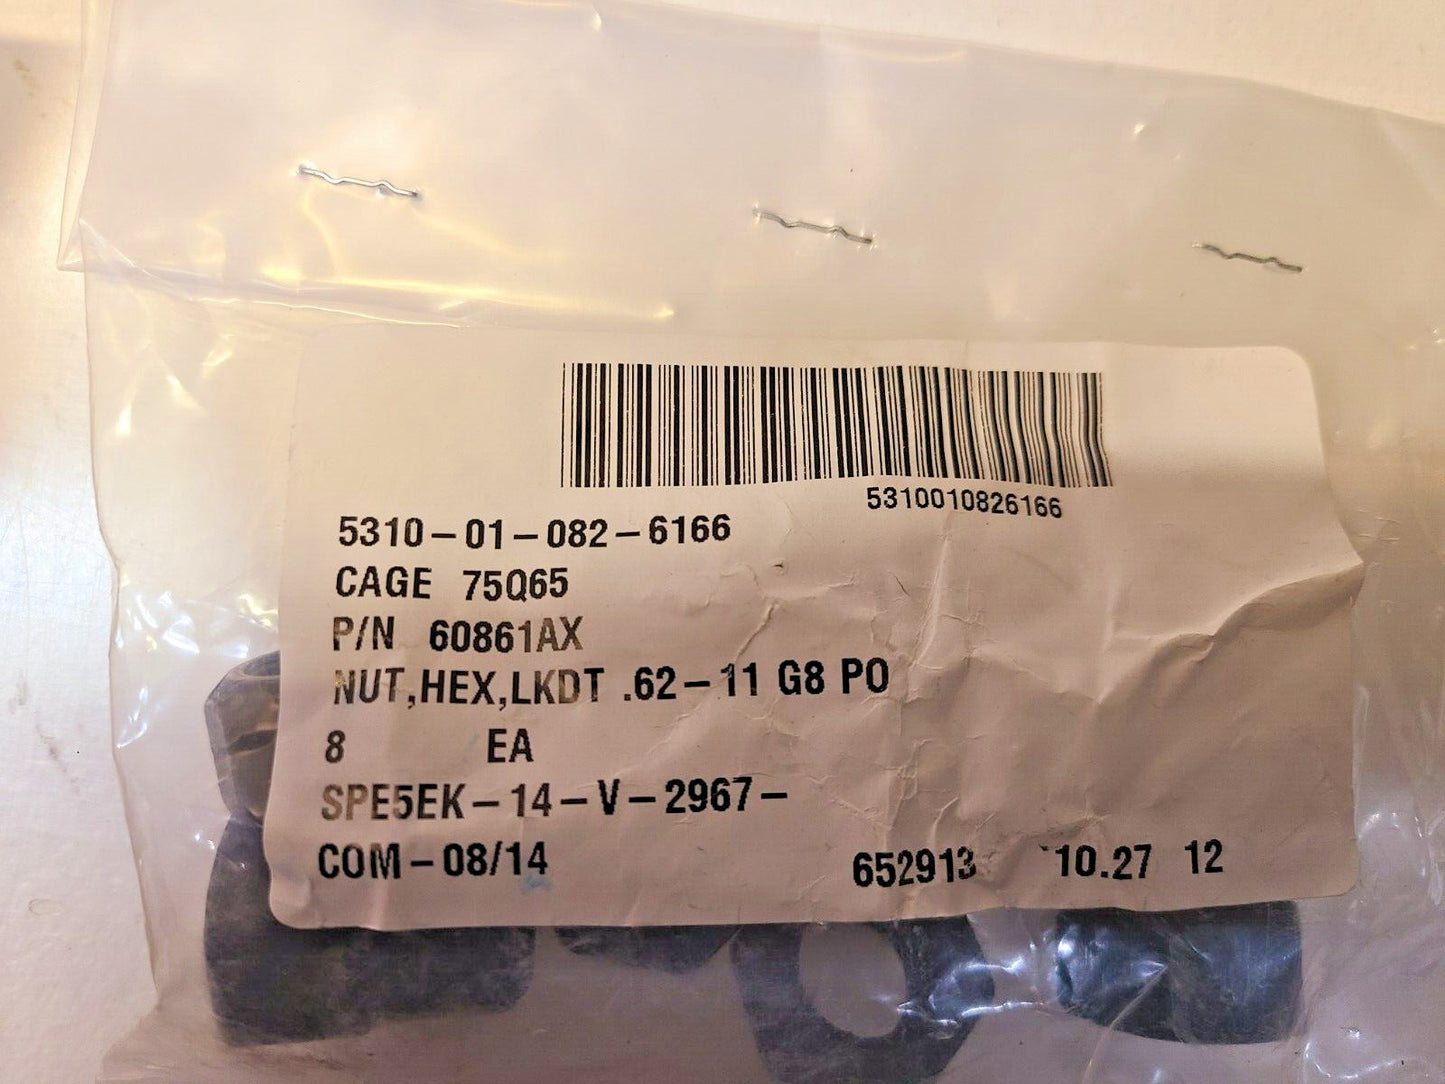 5310010826166
5310-01-082-6166
CAGE 75Q65
P/N 60861AX
NUT,HEX,LKDT .62-11 G8 PO
8 EA
SPE5EK-14-V-2967-
COM-08/14 652913 10.27 12